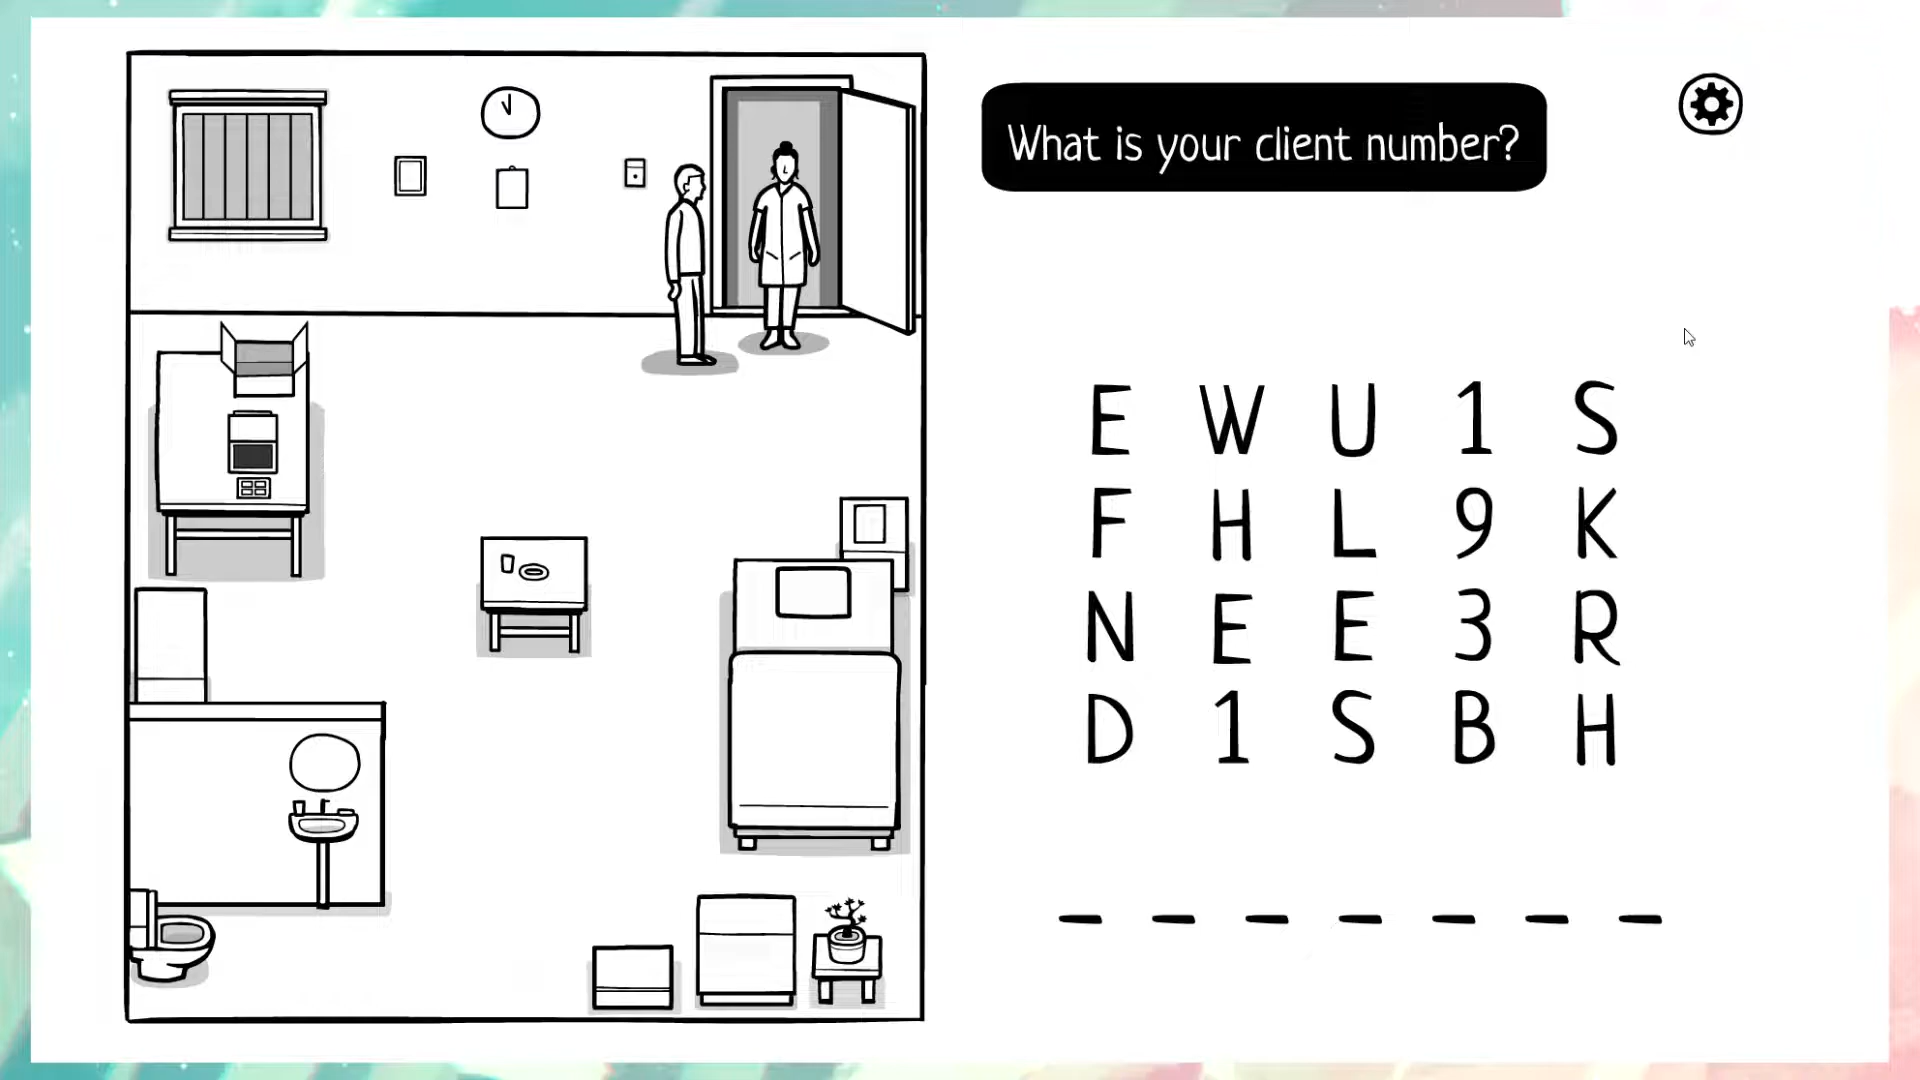 What is your client number?
E W U 1 S
F H L 9 K
N E E 3 R
D 1 S B H
_ _ _ _ _ _ _